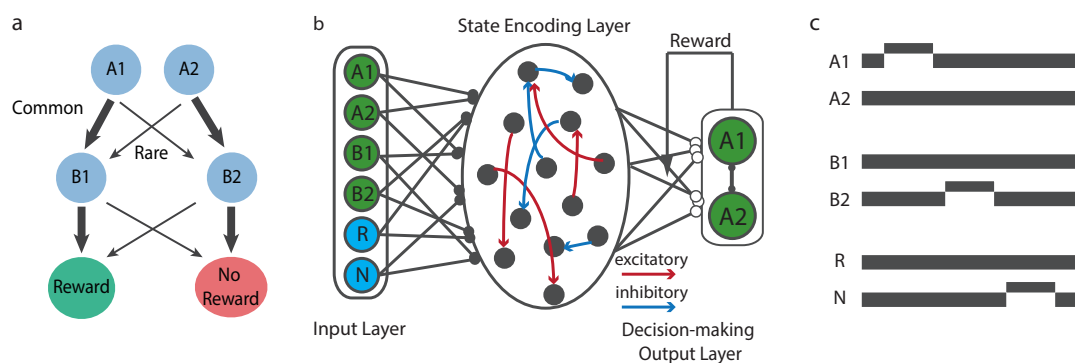 a
A1
A2
Common
Rare
B1
B2
Reward
No
Reward
b
State Encoding Layer
Reward
A1
A2
B1
B2
R
N
A1
A2
excitatory
inhibitory
Input Layer
Decision-making
Output Layer
c
A1
A2
B1
B2
R
N